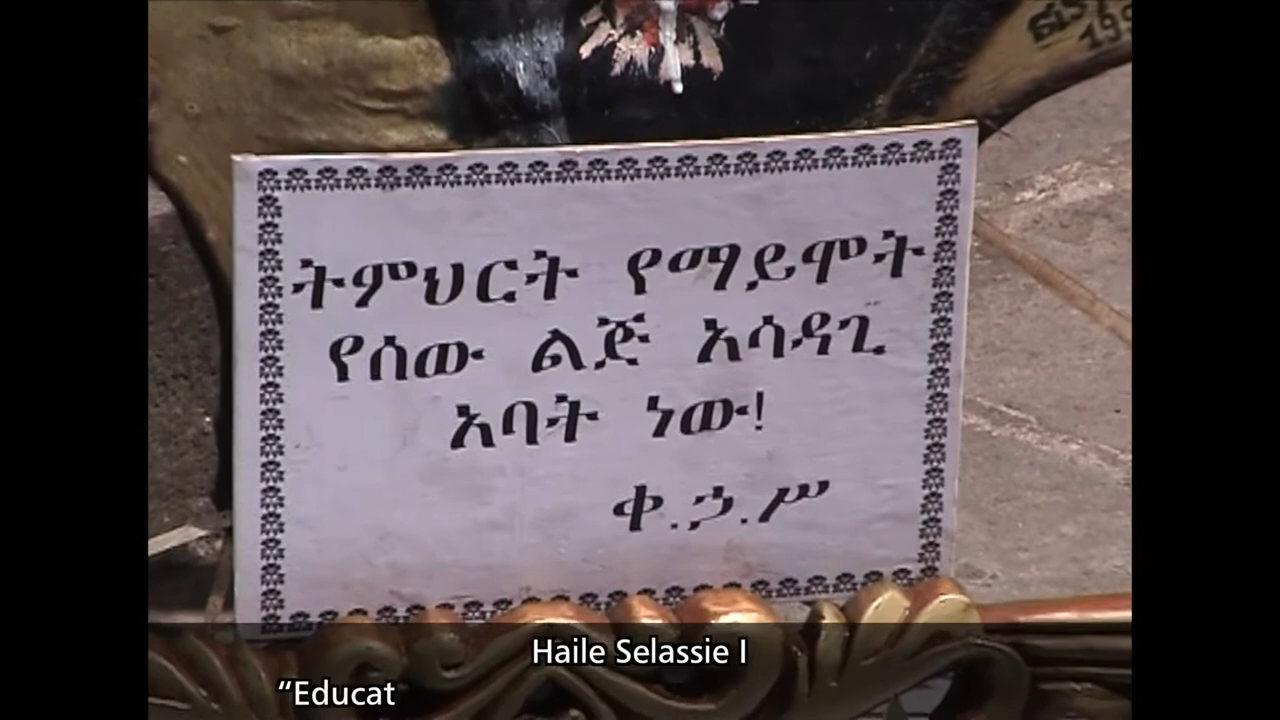 ትምህርት የማይሞት
የሰው ልጅ አሳዳጊ
አባት ነው!
ቀ.ኃ.ሥ
Haile Selassie I
“Educat